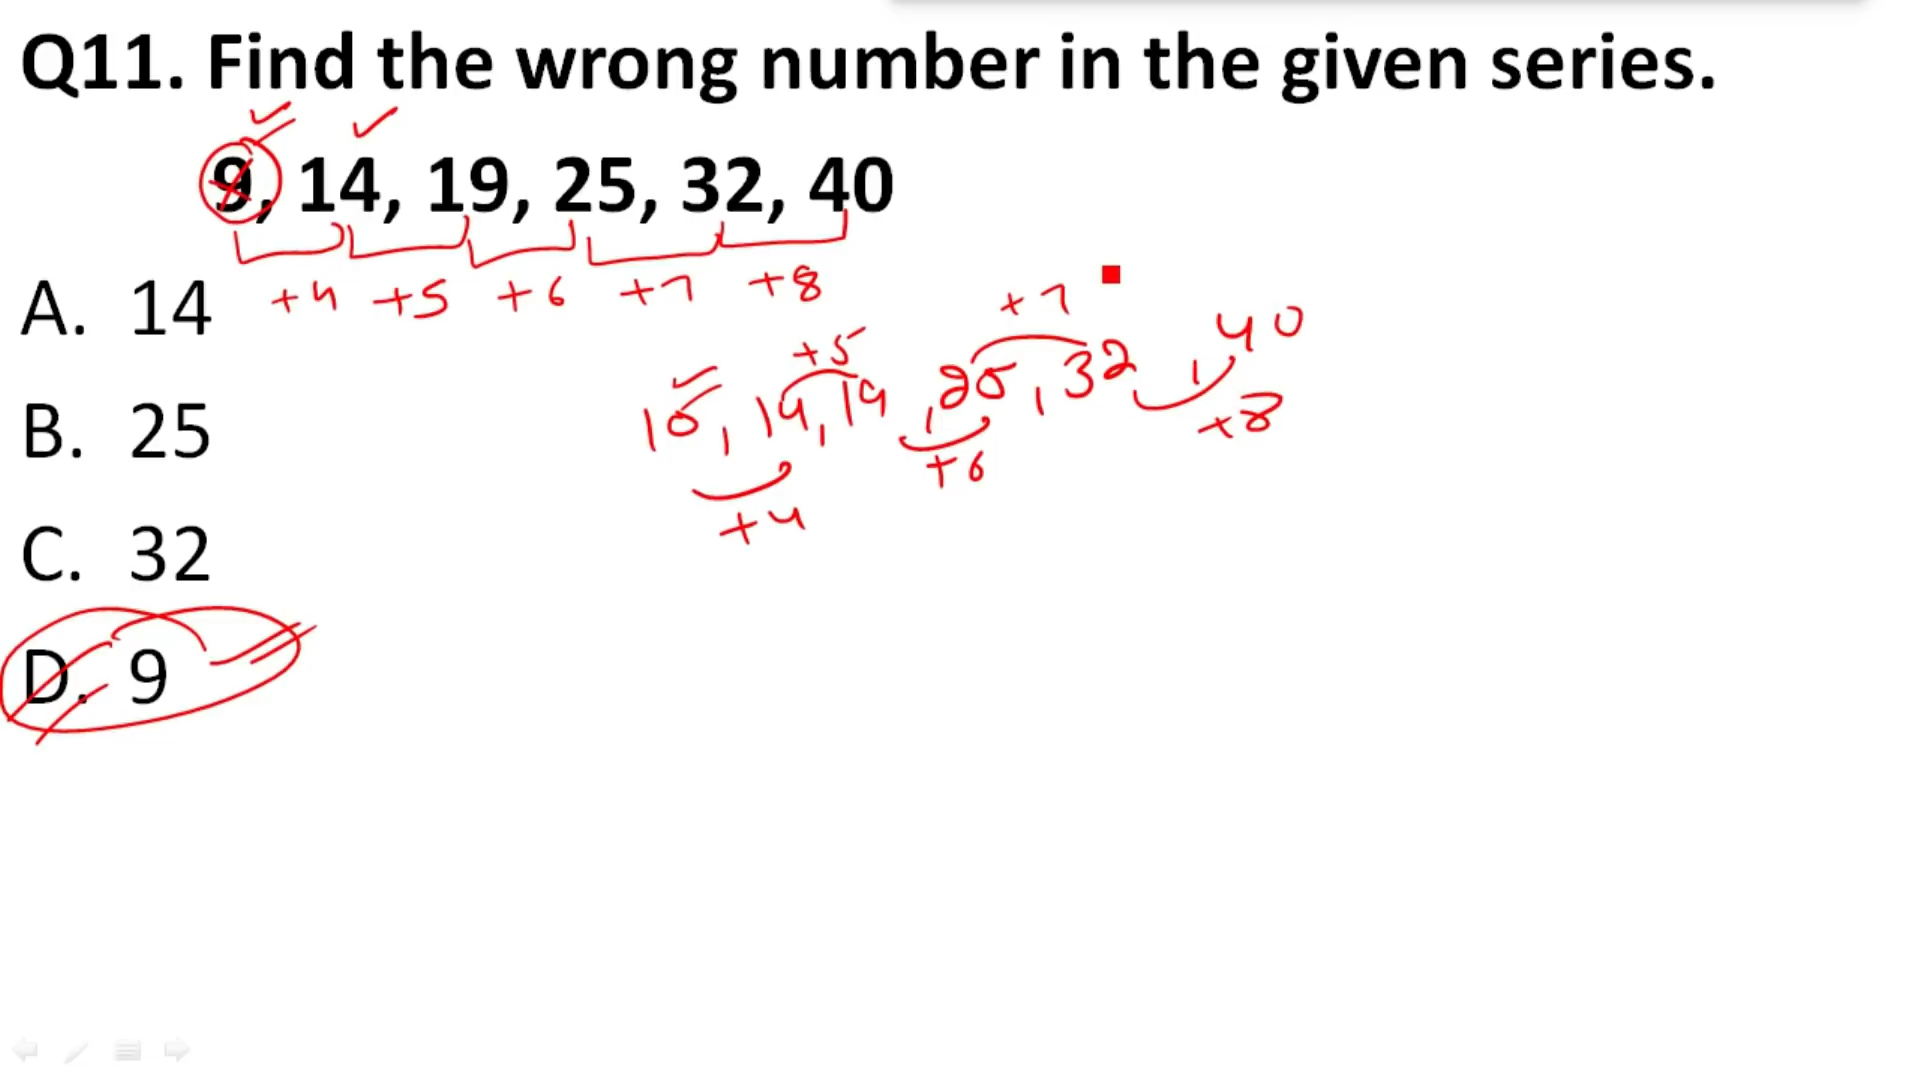 Q11. Find the wrong number in the given series.
9, 14, 19, 25, 32, 40
+4 +5 +6 +7 +8
A. 14
+5 +7
10, 14, 19, 25, 32, 40
+4 +6 +8
B. 25
C. 32
D. 9